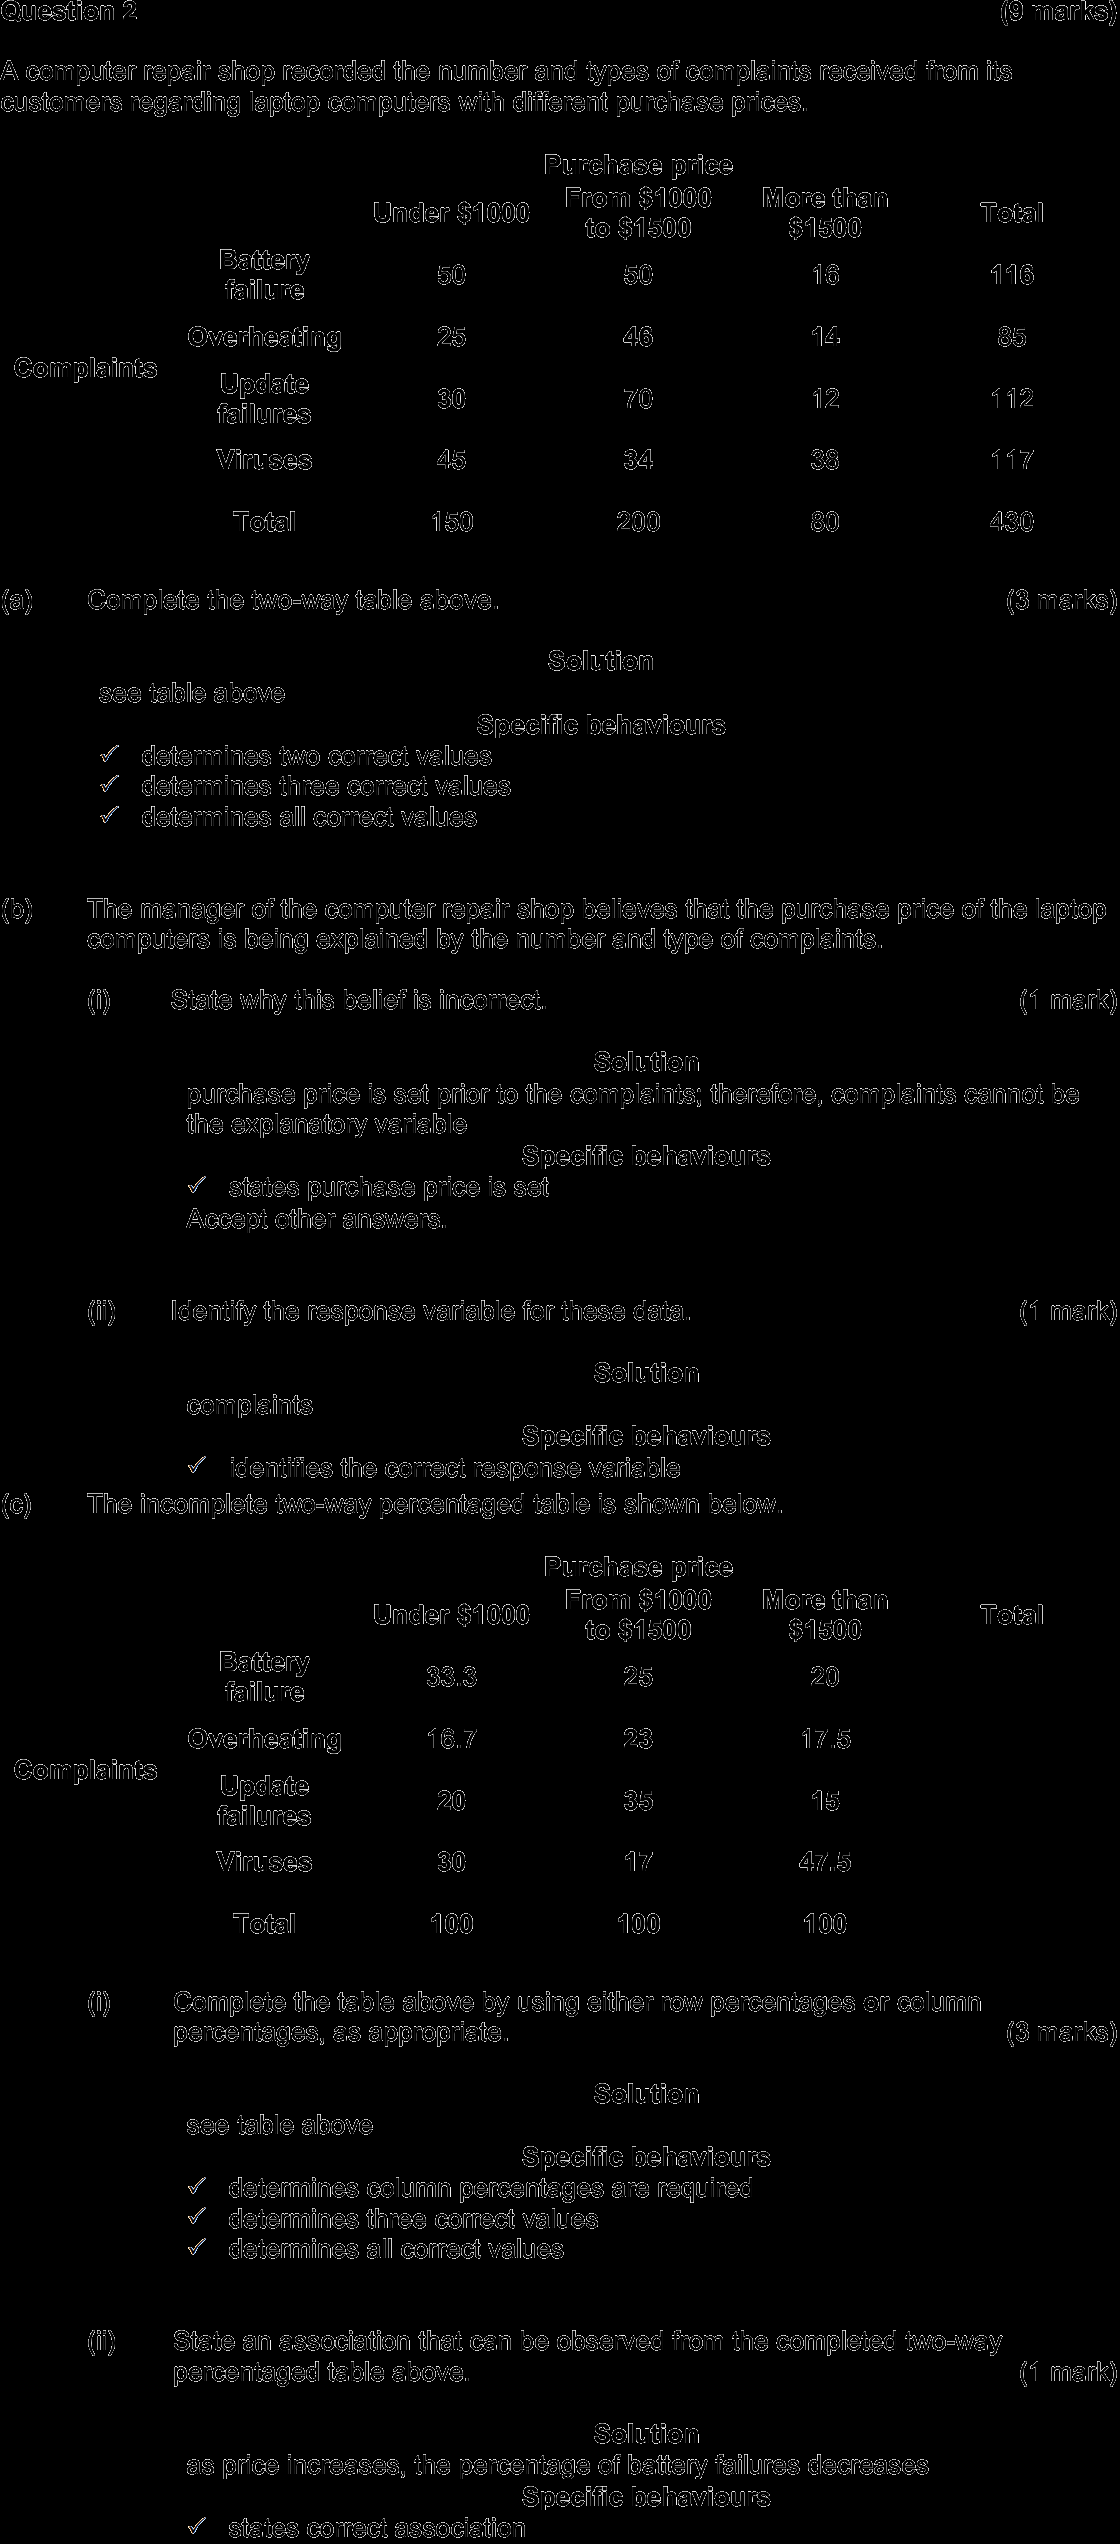 Question 2 (9 marks)
A computer repair shop recorded the number and types of complaints received from its
customers regarding laptop computers with different purchase prices.
Purchase price
Under $1000 From $1000 to $1500 More than $1500 Total
Battery failure 50 50 16 116
Overheating 25 46 14 85
Complaints
Update failures 30 70 12 112
Viruses 45 34 38 117
Total 150 200 80 430
(a) Complete the two-way table above. (3 marks)
Solution
see table above
Specific behaviours
✓ determines two correct values
✓ determines three correct values
✓ determines all correct values
(b) The manager of the computer repair shop believes that the purchase price of the laptop
computers is being explained by the number and type of complaints.
(i) State why this belief is incorrect. (1 mark)
Solution
purchase price is set prior to the complaints; therefore, complaints cannot be
the explanatory variable
Specific behaviours
✓ states purchase price is set
Accept other answers.
(ii) Identify the response variable for these data. (1 mark)
Solution
complaints
Specific behaviours
✓ identifies the correct response variable
(c) The incomplete two-way percentaged table is shown below.
Purchase price
Under $1000 From $1000 to $1500 More than $1500 Total
Battery failure 33.3 25 20
Overheating 16.7 23 17.5
Complaints
Update failures 20 35 15
Viruses 30 17 47.5
Total 100 100 100
(i) Complete the table above by using either row percentages or column
percentages, as appropriate. (3 marks)
Solution
see table above
Specific behaviours
✓ determines column percentages are required
✓ determines three correct values
✓ determines all correct values
(ii) State an association that can be observed from the completed two-way
percentaged table above. (1 mark)
Solution
as price increases, the percentage of battery failures decreases
Specific behaviours
✓ states correct association